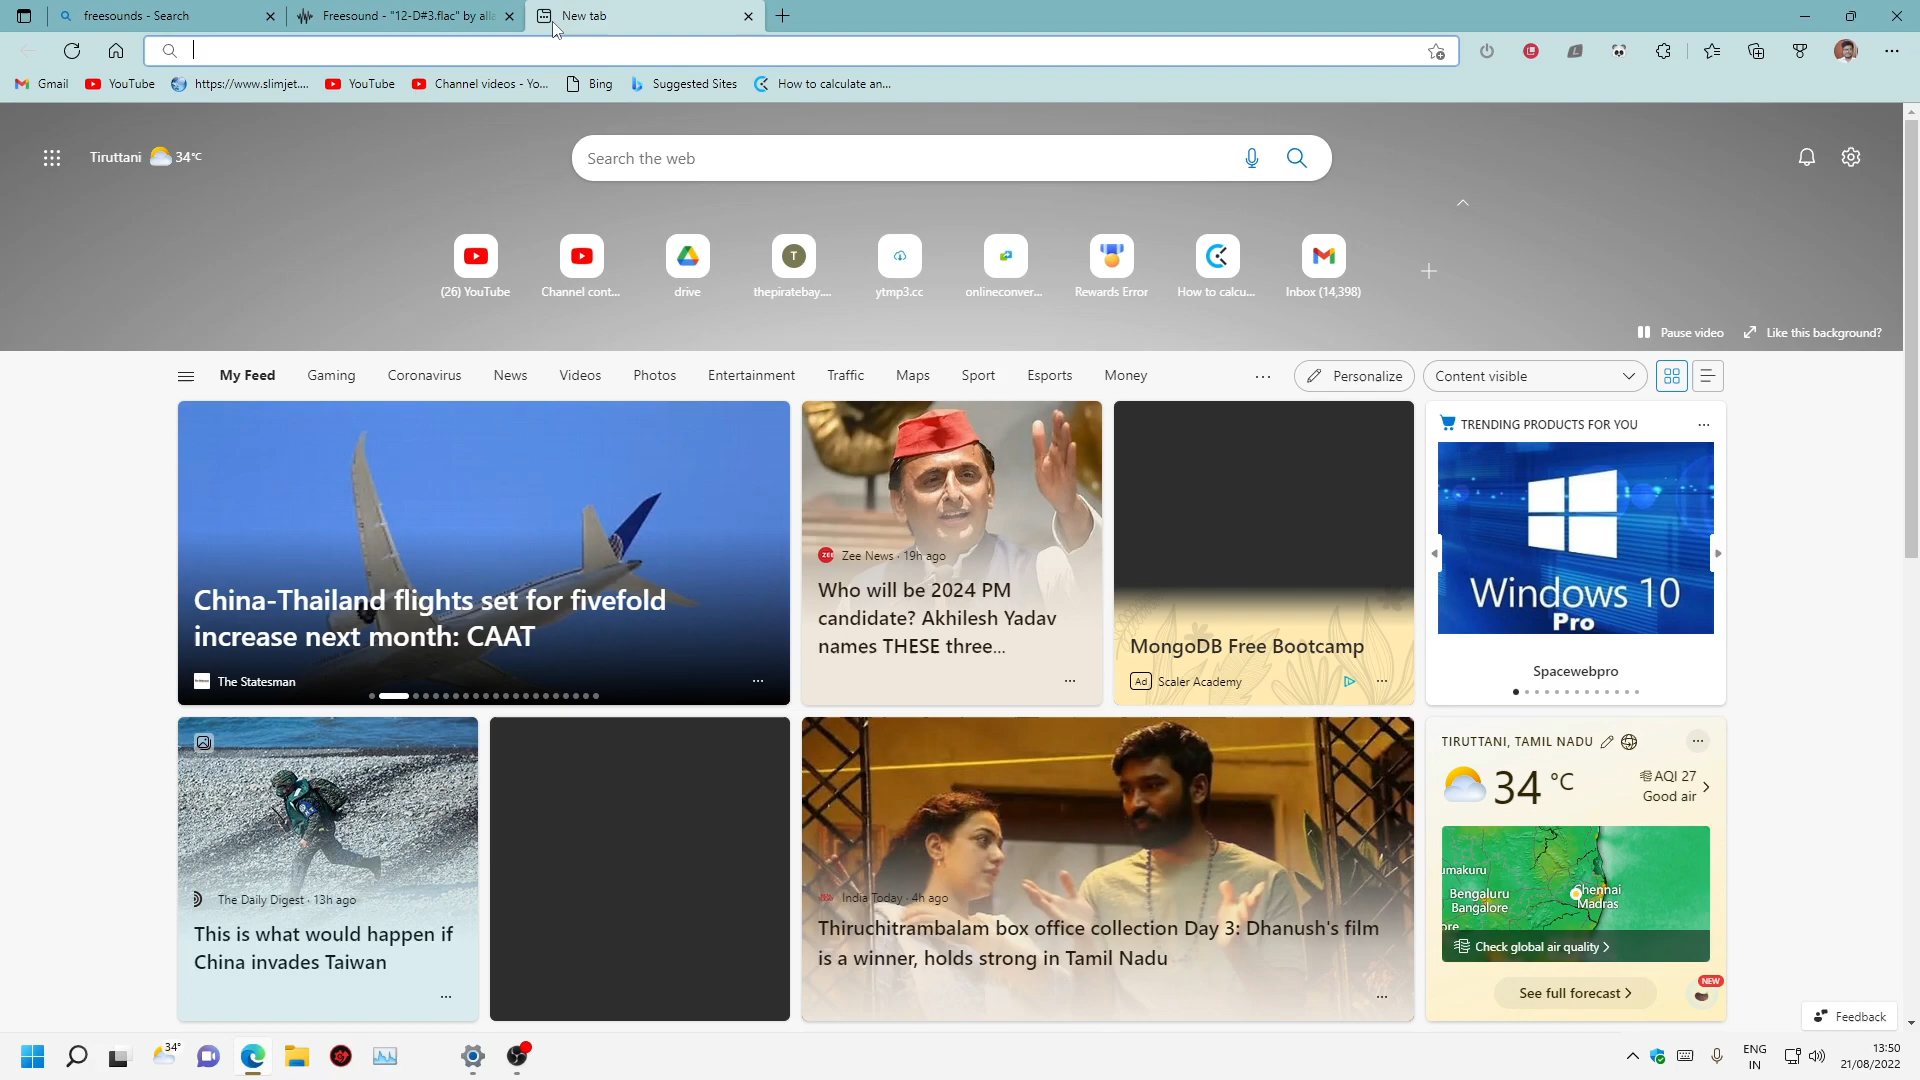 freesounds - Search
Freesound - "12-D#3.flac" by alla
New tab
Gmail
YouTube
https://www.slimjet....
YouTube
Channel videos - Yo...
Bing
Suggested Sites
How to calculate an...
Tiruttani 34°C
Search the web
(26) YouTube
Channel cont...
T
drive
thepiratebay....
ytmp3.cc
onlineconver...
Rewards Error
How to calcu...
Inbox (14,398)
Pause video
Like this background?
My Feed
Gaming
Coronavirus
News
Videos
Photos
Entertainment
Traffic
Maps
Sport
Esports
Money
Personalize
Content visible
China-Thailand flights set for fivefold
increase next month: CAAT
The Statesman
Zee News · 19h ago
Who will be 2024 PM
candidate? Akhilesh Yadav
names THESE three...
MongoDB Free Bootcamp
Ad Scaler Academy
TRENDING PRODUCTS FOR YOU
Windows 10
Pro
Spacewebpro
The Daily Digest · 13h ago
This is what would happen if
China invades Taiwan
India Today · 4h ago
Thiruchitrambalam box office collection Day 3: Dhanush's film
is a winner, holds strong in Tamil Nadu
TIRUTTANI, TAMIL NADU
34 °C
AQI 27
Good air
umakuru
Bengaluru
Bangalore
Chennai
Madras
ore
Check global air quality
See full forecast
NEW
Feedback
34°
ENG
IN
13:50
21/08/2022